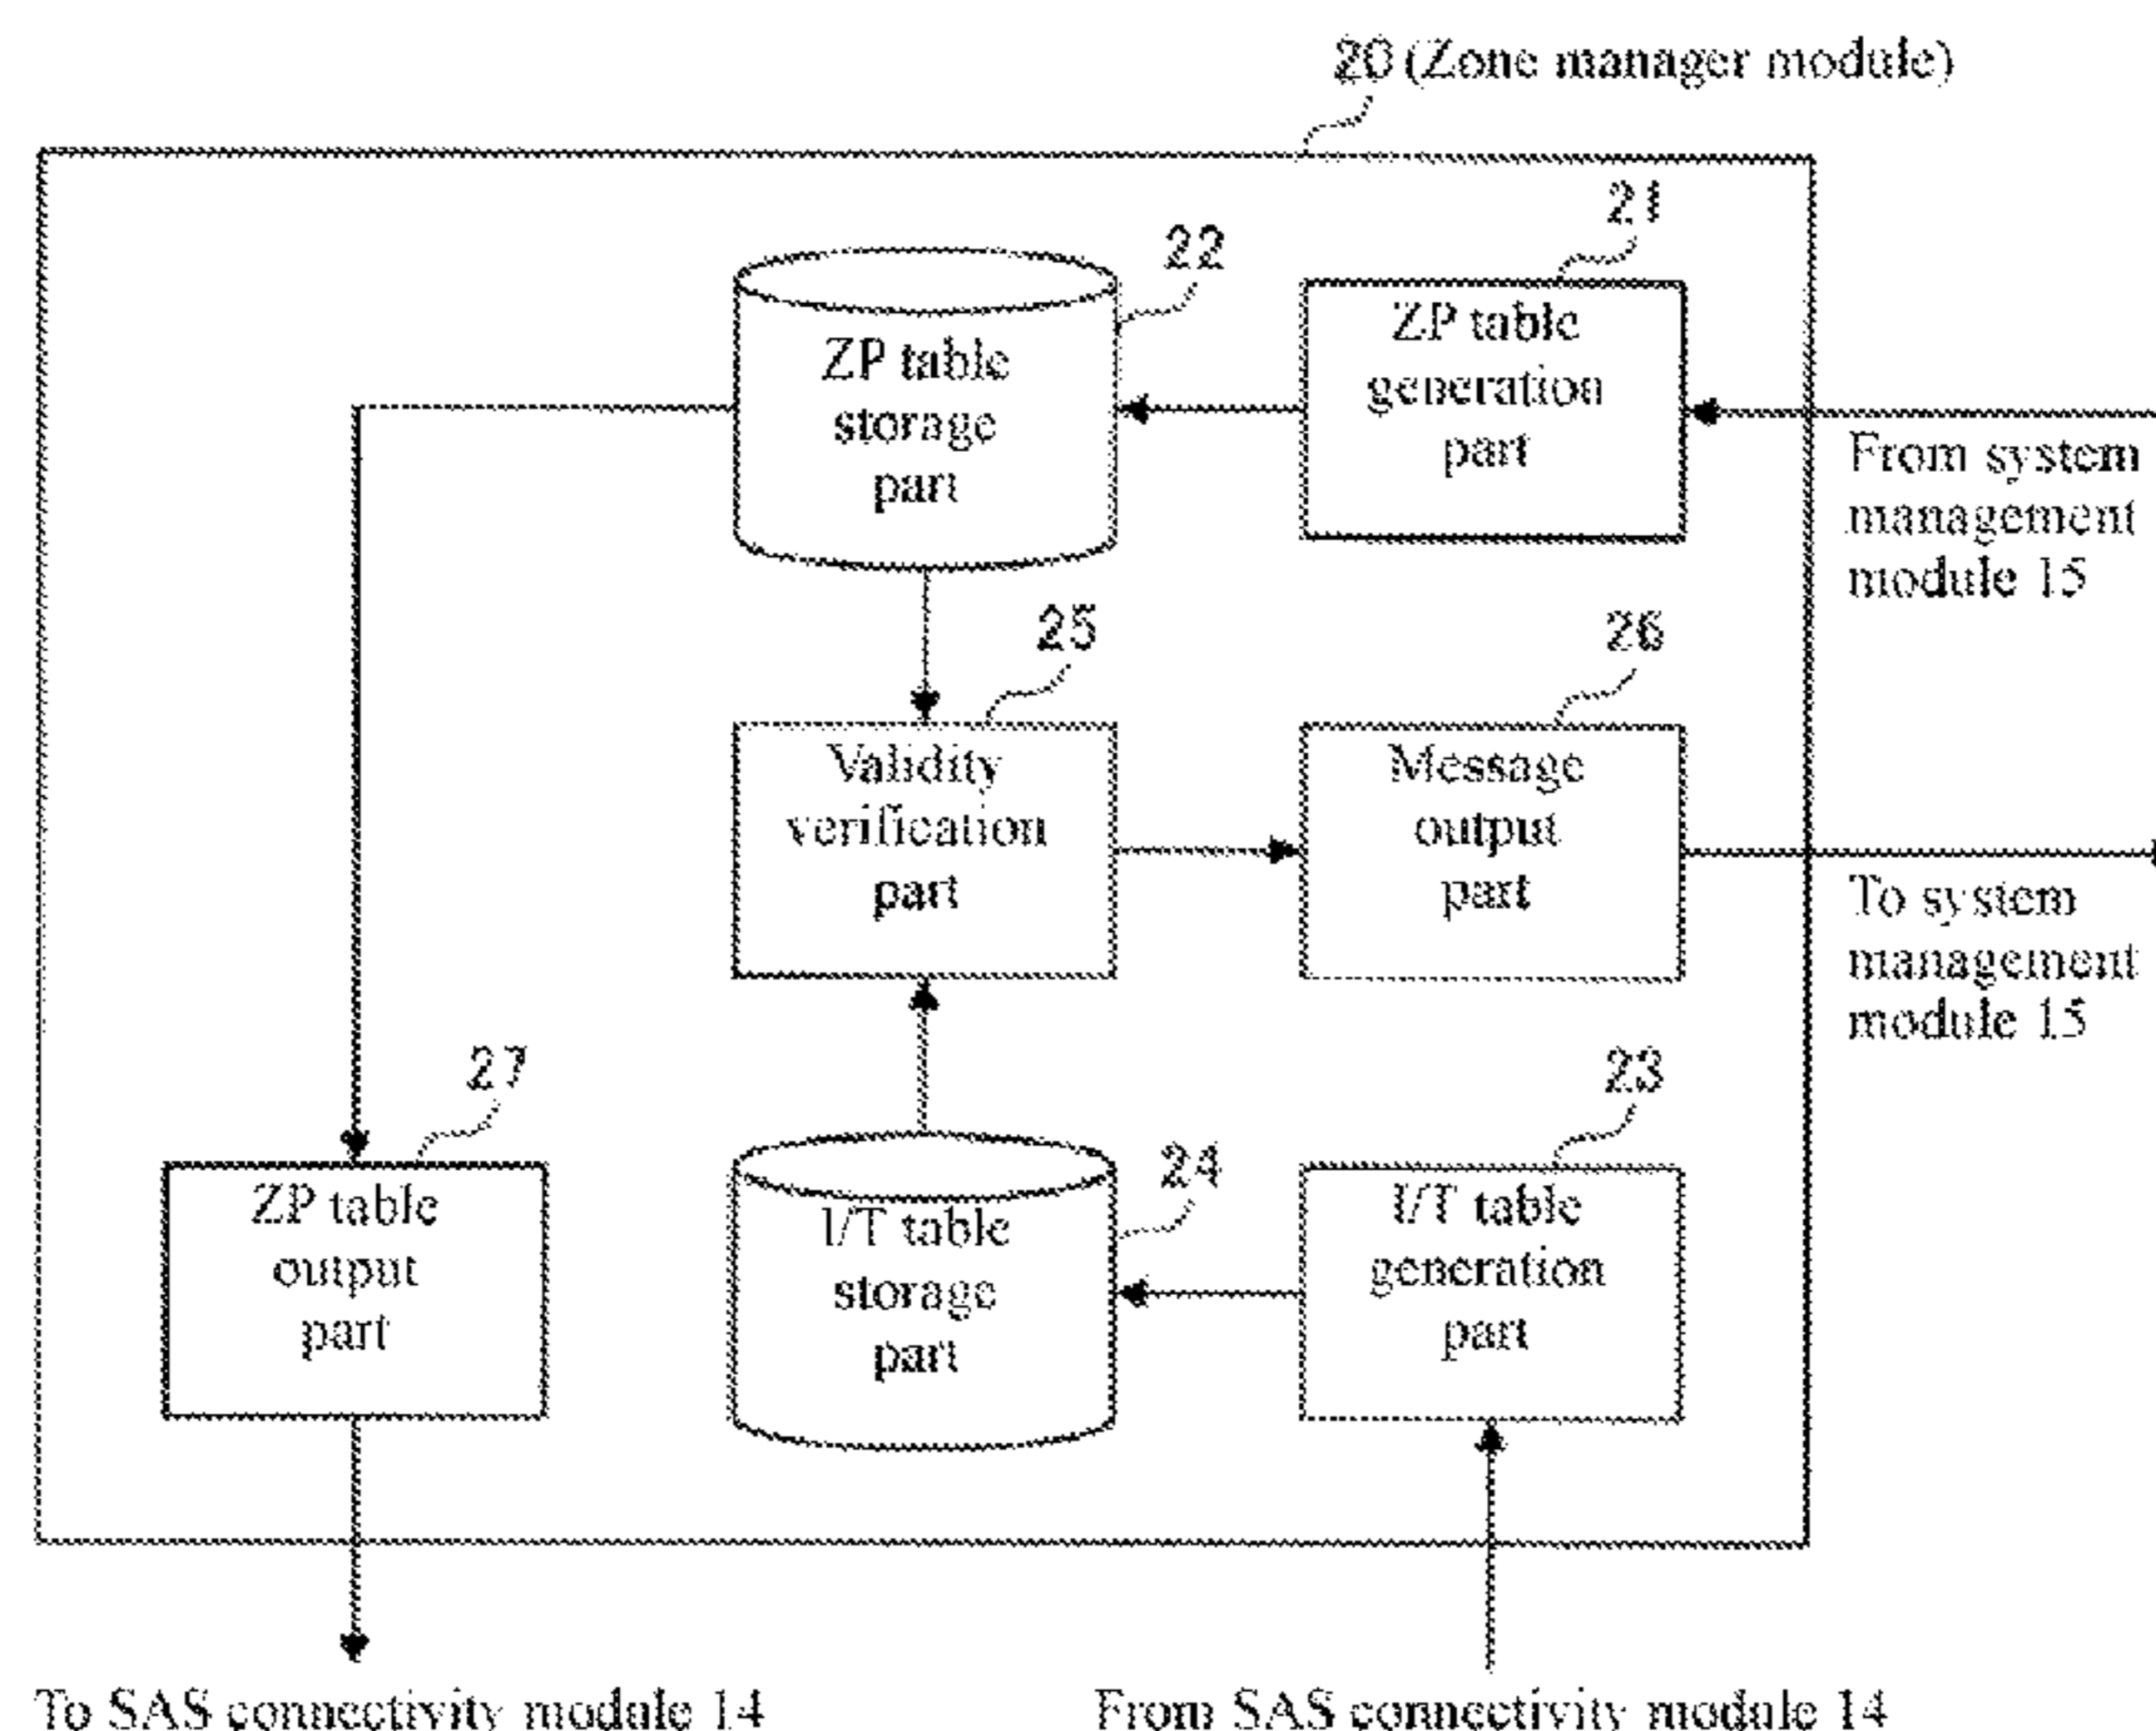 20 (Zone manager module)
21
22
ZP table
generation
part
ZP table
storage
part
From system
management
module 15
25
26
Validity
verification
part
Message
output
part
To system
management
module 15
27
23
24
ZP table
output
part
I/T table
storage
part
I/T table
generation
part
To SAS connectivity module 14
From SAS connectivity module 14